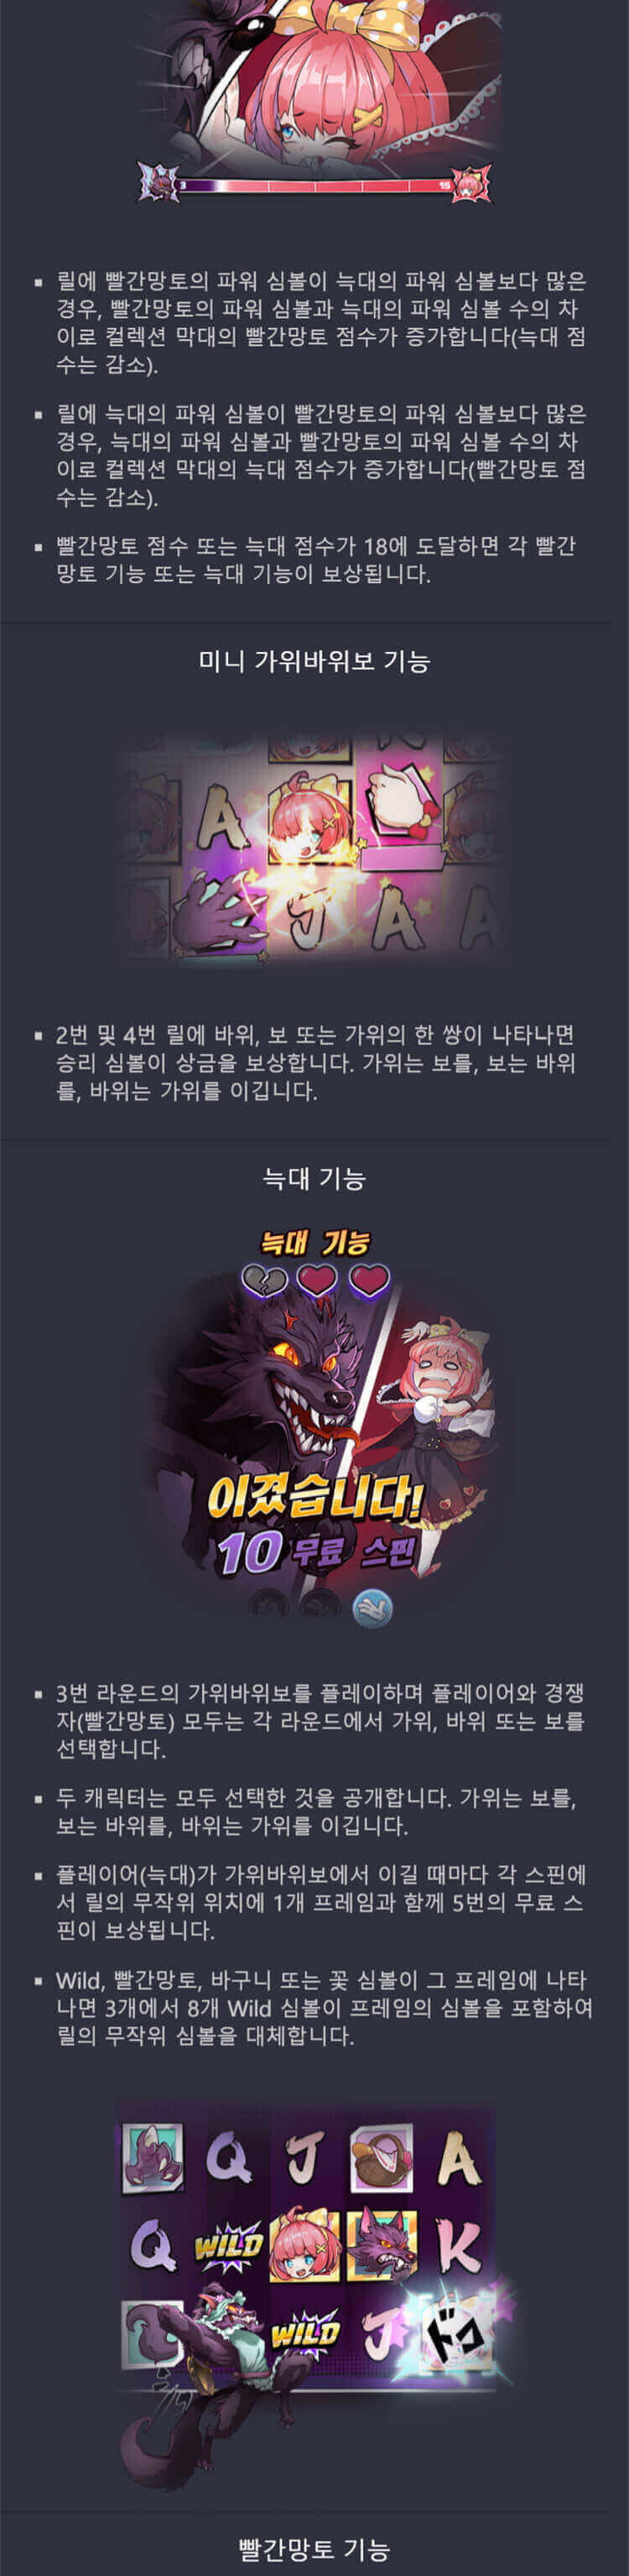 3 15
릴에 빨간망토의 파워 심볼이 늑대의 파워 심볼보다 많은
경우, 빨간망토의 파워 심볼과 늑대의 파워 심볼 수의 차
이로 컬렉션 막대의 빨간망토 점수가 증가합니다(늑대 점
수는 감소).
릴에 늑대의 파워 심볼이 빨간망토의 파워 심볼보다 많은
경우, 늑대의 파워 심볼과 빨간망토의 파워 심볼 수의 차
이로 컬렉션 막대의 늑대 점수가 증가합니다(빨간망토 점
수는 감소).
빨간망토 점수 또는 늑대 점수가 18에 도달하면 각 빨간
망토 기능 또는 늑대 기능이 보상됩니다.
미니 가위바위보 기능
A
J A A
2번 및 4번 릴에 바위, 보 또는 가위의 한 쌍이 나타나면
승리 심볼이 상금을 보상합니다. 가위는 보를, 보는 바위
를, 바위는 가위를 이깁니다.
늑대 기능
늑대 기능
이겼습니다!
10 무료 스핀
3번 라운드의 가위바위보를 플레이하며 플레이어와 경쟁
자(빨간망토) 모두는 각 라운드에서 가위, 바위 또는 보를
선택합니다.
두 캐릭터는 모두 선택한 것을 공개합니다. 가위는 보를,
보는 바위를, 바위는 가위를 이깁니다.
플레이어(늑대)가 가위바위보에서 이길 때마다 각 스핀에
서 릴의 무작위 위치에 1개 프레임과 함께 5번의 무료 스
핀이 보상됩니다.
Wild, 빨간망토, 바구니 또는 꽃 심볼이 그 프레임에 나타
나면 3개에서 8개 Wild 심볼이 프레임의 심볼을 포함하여
릴의 무작위 심볼을 대체합니다.
Q J A
Q WILD K
WILD J ドコ
빨간망토 기능